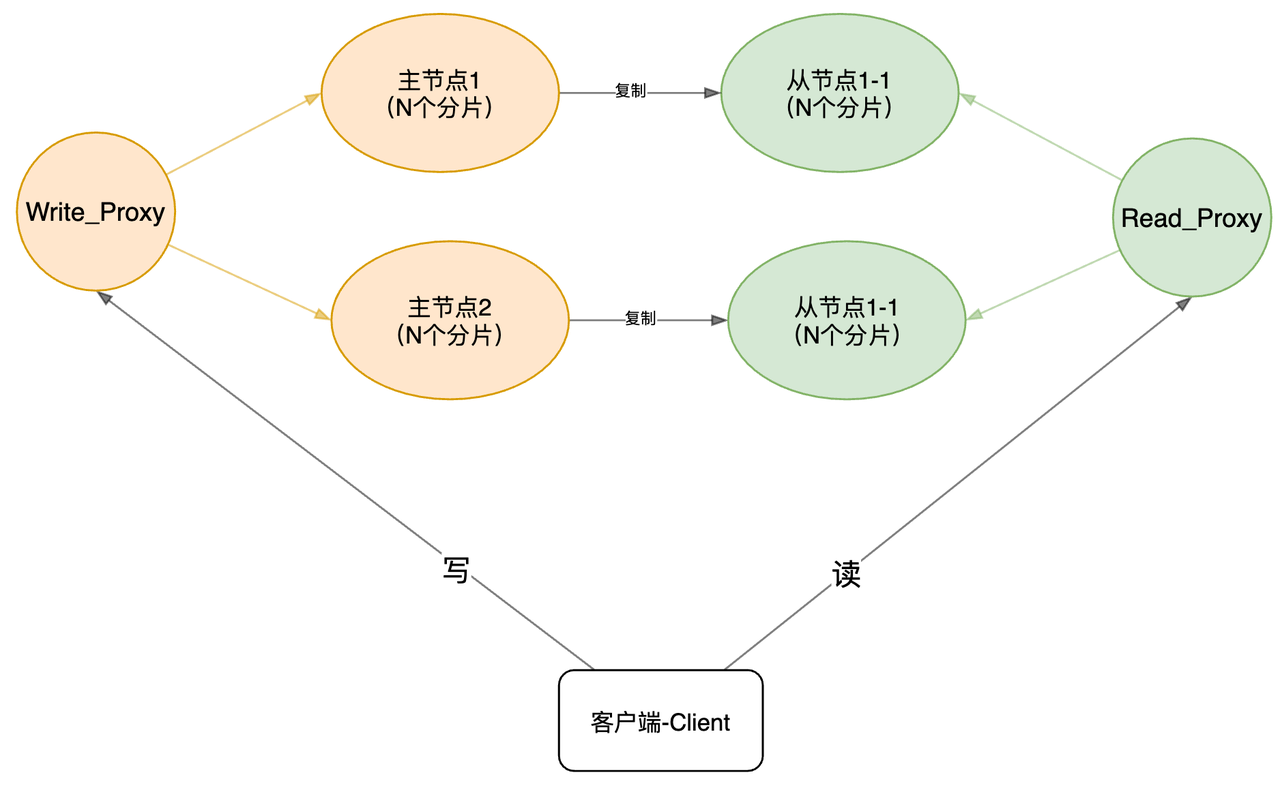 主节点1
（N个分片）
复制
从节点1-1
（N个分片）
Write_Proxy
Read_Proxy
主节点2
（N个分片）
复制
从节点1-1
（N个分片）
写
读
客户端-Client